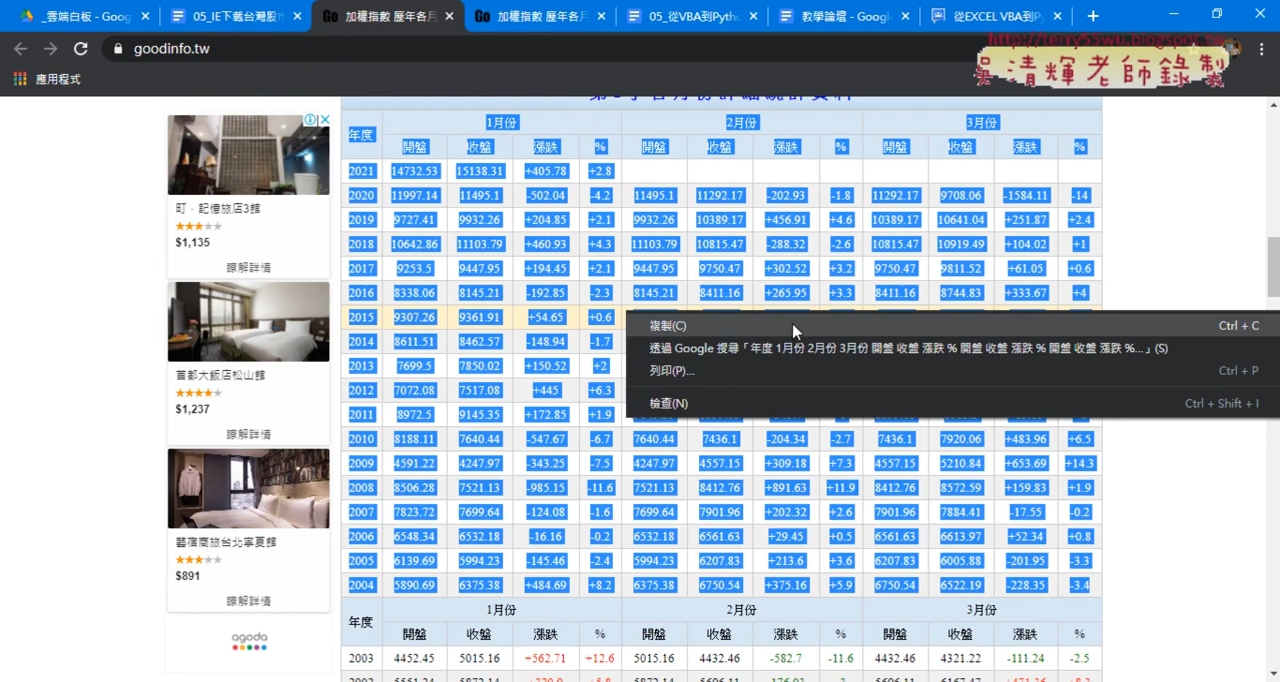 _雲端白板 - Goog
05_IE下載台灣股市
加權指數 歷年各月
加權指數 歷年各月
05_從VBA到Pytho
教學論壇 - Google
從EXCEL VBA到Py
goodinfo.tw
http://terry55wu.blogspot.tw
吳清輝老師錄製
應用程式
年度 1月份 2月份 3月份
開盤 收盤 漲跌 % 開盤 收盤 漲跌 % 開盤 收盤 漲跌 %
2021 14732.53 15138.31 +405.78 +2.8
2020 11997.14 11495.1 -502.04 -4.2 11495.1 11292.17 -202.93 -1.8 11292.17 9708.06 -1584.11 -14
2019 9727.41 9932.26 +204.85 +2.1 9932.26 10389.17 +456.91 +4.6 10389.17 10641.04 +251.87 +2.4
2018 10642.86 11103.79 +460.93 +4.3 11103.79 10815.47 -288.32 -2.6 10815.47 10919.49 +104.02 +1
2017 9253.5 9447.95 +194.45 +2.1 9447.95 9750.47 +302.52 +3.2 9750.47 9811.52 +61.05 +0.6
2016 8338.06 8145.21 -192.85 -2.3 8145.21 8411.16 +265.95 +3.3 8411.16 8744.83 +333.67 +4
2015 9307.26 9361.91 +54.65 +0.6
2014 8611.51 8462.57 -148.94 -1.7
2013 7699.5 7850.02 +150.52 +2
2012 7072.08 7517.08 +445 +6.3
2011 8972.5 9145.35 +172.85 +1.9
2010 8188.11 7640.44 -547.67 -6.7 7640.44 7436.1 -204.34 -2.7 7436.1 7920.06 +483.96 +6.5
2009 4591.22 4247.97 -343.25 -7.5 4247.97 4557.15 +309.18 +7.3 4557.15 5210.84 +653.69 +14.3
2008 8506.28 7521.13 -985.15 -11.6 7521.13 8412.76 +891.63 +11.9 8412.76 8572.59 +159.83 +1.9
2007 7823.72 7699.64 -124.08 -1.6 7699.64 7901.96 +202.32 +2.6 7901.96 7884.41 -17.55 -0.2
2006 6548.34 6532.18 -16.16 -0.2 6532.18 6561.63 +29.45 +0.5 6561.63 6613.97 +52.34 +0.8
2005 6139.69 5994.23 -145.46 -2.4 5994.23 6207.83 +213.6 +3.6 6207.83 6005.88 -201.95 -3.3
2004 5890.69 6375.38 +484.69 +8.2 6375.38 6750.54 +375.16 +5.9 6750.54 6522.19 -228.35 -3.4
年度 1月份 2月份 3月份
開盤 收盤 漲跌 % 開盤 收盤 漲跌 % 開盤 收盤 漲跌 %
2003 4452.45 5015.16 +562.71 +12.6 5015.16 4432.46 -582.7 -11.6 4432.46 4321.22 -111.24 -2.5
複製(C) Ctrl + C
透過 Google 搜尋「年度 1月份 2月份 3月份 開盤 收盤 漲跌 % 開盤 收盤 漲跌 % 開盤 收盤 漲跌 %...」(S)
列印(P)... Ctrl + P
檢查(N) Ctrl + Shift + I
町・記憶旅店3館
$1,135
瞭解詳情
首都大飯店松山館
$1,237
瞭解詳情
藝宿商旅台北寧夏館
$891
瞭解詳情
agoda